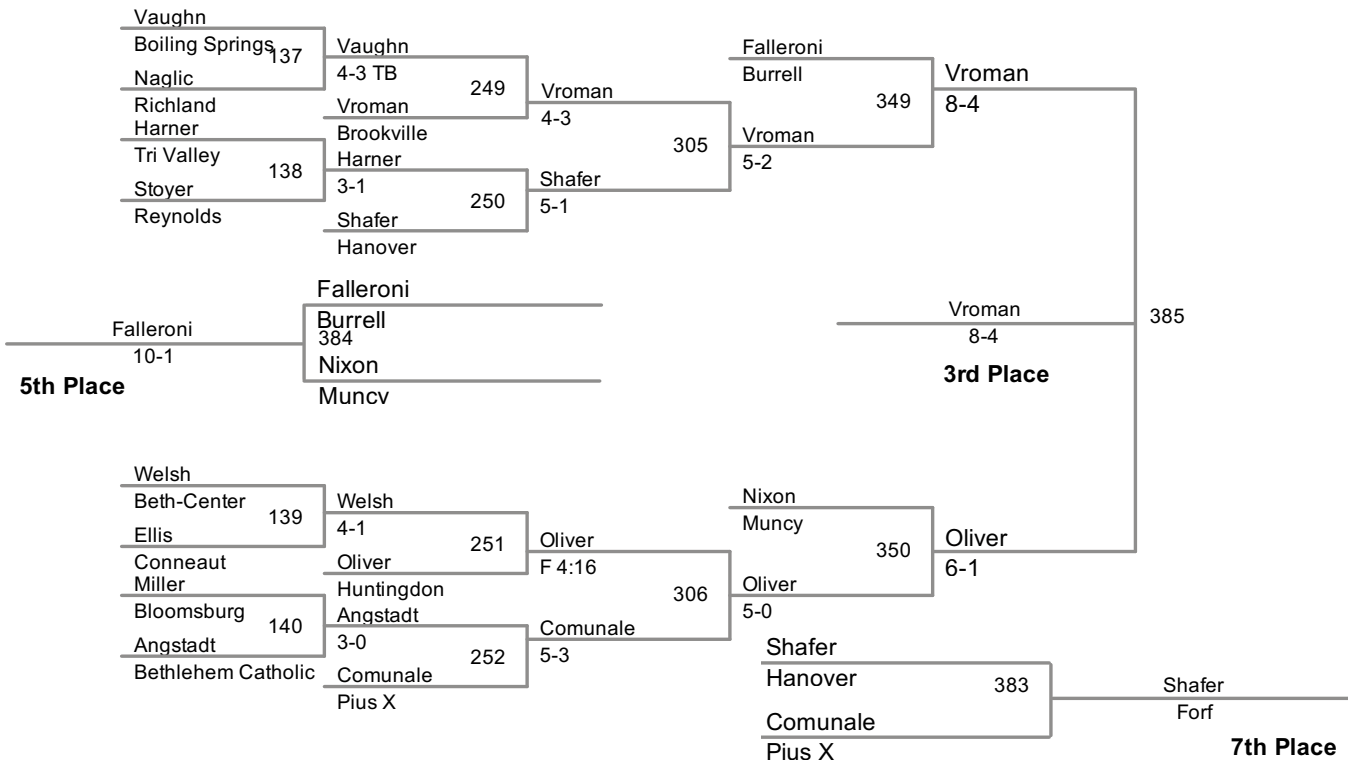 Vaughn
Boiling Springs
137
Naglic
Richland
Harner
Tri Valley
138
Stoyer
Reynolds
Vaughn
4-3 TB
249
Vroman
Brookville
Harner
3-1
250
Shafer
Hanover
Vroman
4-3
305
Shafer
5-1
Falleroni
Burrell
349
Vroman
5-2
Vroman
8-4
Falleroni
10-1
5th Place
Falleroni
Burrell
384
Nixon
Muncv
Vroman
8-4
3rd Place
385
Welsh
Beth-Center
139
Ellis
Conneaut
Miller
Bloomsburg
140
Angstadt
Bethlehem Catholic
Welsh
4-1
251
Oliver
Huntingdon
Angstadt
3-0
252
Comunale
Pius X
Oliver
F 4:16
306
Comunale
5-3
Nixon
Muncy
350
Oliver
5-0
Oliver
6-1
Shafer
Hanover
383
Comunale
Pius X
Shafer
Forf
7th Place